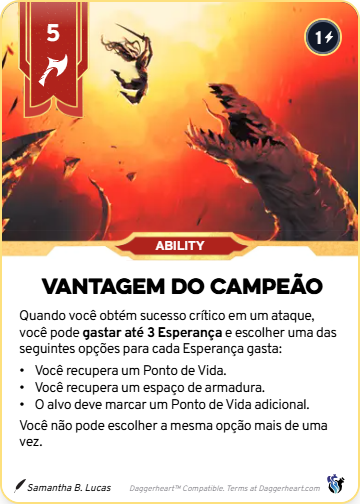 5
1
ABILITY
VANTAGEM DO CAMPEÃO
Quando você obtém sucesso crítico em um ataque,
você pode gastar até 3 Esperança e escolher uma das
seguintes opções para cada Esperança gasta:
• Você recupera um Ponto de Vida.
• Você recupera um espaço de armadura.
• O alvo deve marcar um Ponto de Vida adicional.
Você não pode escolher a mesma opção mais de uma
vez.
Samantha B. Lucas
Daggerheart™ Compatible. Terms at Daggerheart.com